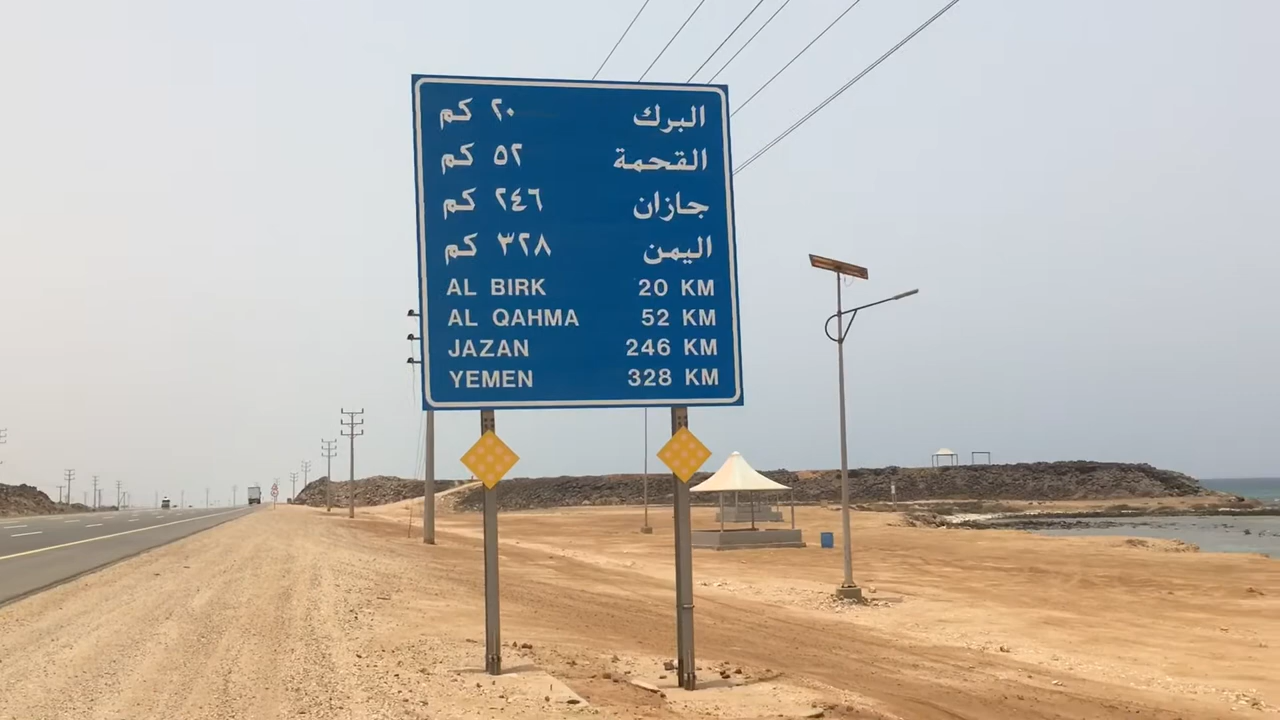 البرك ٢٠ كم
القحمة ٥٢ كم
جازان ٢٤٦ كم
اليمن ٣٢٨ كم
AL BIRK 20 KM
AL QAHMA 52 KM
JAZAN 246 KM
YEMEN 328 KM